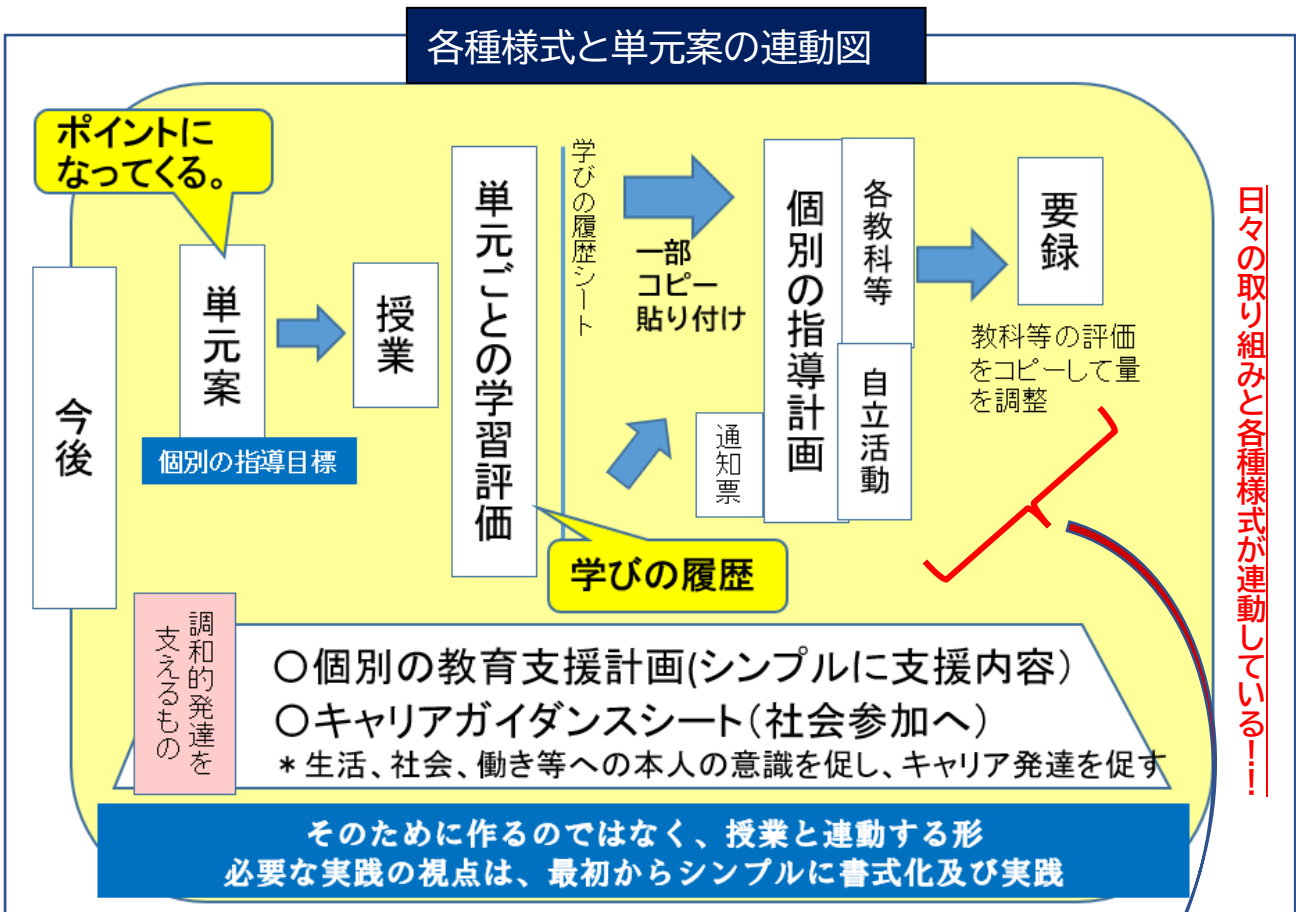 各種様式と単元案の連動図
ポイントに
なってくる。
今後
単元案
個別の指導目標
授業
単元ごとの学習評価
学びの履歴シート
学びの履歴
一部
コピー
貼り付け
通知票
個別の指導計画
各教科等
自立活動
要録
教科等の評価
をコピーして量
を調整
日々の取り組みと各種様式が連動している！！
調和的発達を
支えるもの
〇個別の教育支援計画(シンプルに支援内容）
〇キャリアガイダンスシート（社会参加へ）
＊生活、社会、働き等への本人の意識を促し、キャリア発達を促す
そのために作るのではなく、授業と連動する形
必要な実践の視点は、最初からシンプルに書式化及び実践